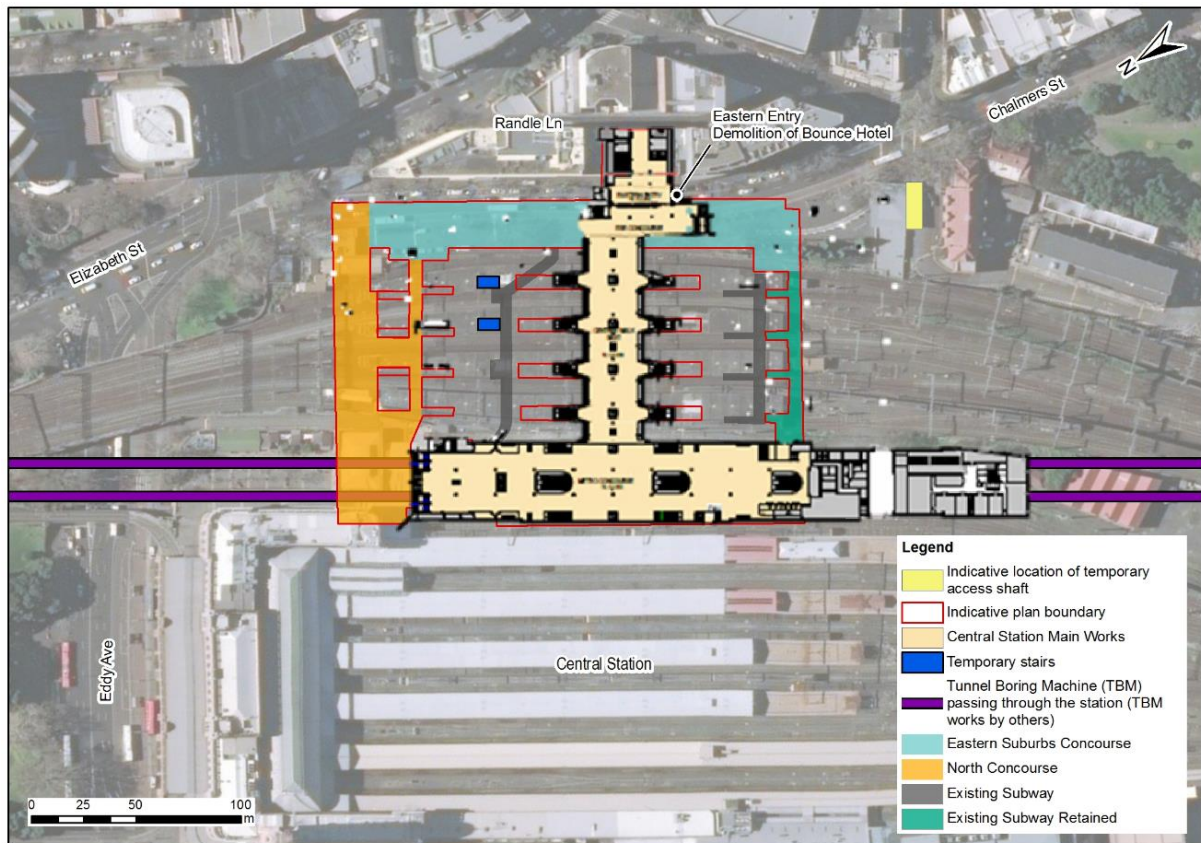 N
Chalmers St
Randle Ln
Eastern Entry
Demolition of Bounce Hotel
Elizabeth St
Eddy Ave
Central Station
0 25 50 100
m
Legend
Indicative location of temporary
access shaft
Indicative plan boundary
Central Station Main Works
Temporary stairs
Tunnel Boring Machine (TBM)
passing through the station (TBM
works by others)
Eastern Suburbs Concourse
North Concourse
Existing Subway
Existing Subway Retained